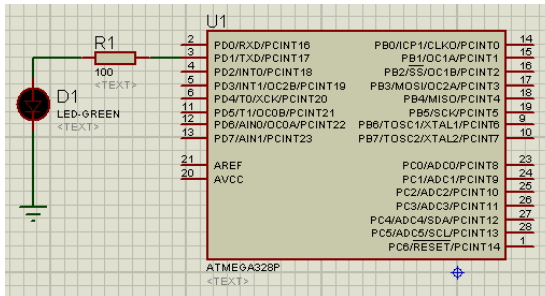 U1
R1
100
<TEXT>
D1
LED-GREEN
<TEXT>
2 PD0/RXD/PCINT16
3 PD1/TXD/PCINT17
4 PD2/INT0/PCINT18
5 PD3/INT1/OC2B/PCINT19
6 PD4/T0/XCK/PCINT20
11 PD5/T1/OC0B/PCINT21
12 PD6/AIN0/OC0A/PCINT22
13 PD7/AIN1/PCINT23
21 AREF
20 AVCC
PB0/ICP1/CLKO/PCINT0 14
PB1/OC1A/PCINT1 15
PB2/SS/OC1B/PCINT2 16
PB3/MOSI/OC2A/PCINT3 17
PB4/MISO/PCINT4 18
PB5/SCK/PCINT5 19
PB6/TOSC1/XTAL1/PCINT6 9
PB7/TOSC2/XTAL2/PCINT7 10
PC0/ADC0/PCINT8 23
PC1/ADC1/PCINT9 24
PC2/ADC2/PCINT10 25
PC3/ADC3/PCINT11 26
PC4/ADC4/SDA/PCINT12 27
PC5/ADC5/SCL/PCINT13 28
PC6/RESET/PCINT14 1
ATMEGA328P
<TEXT>